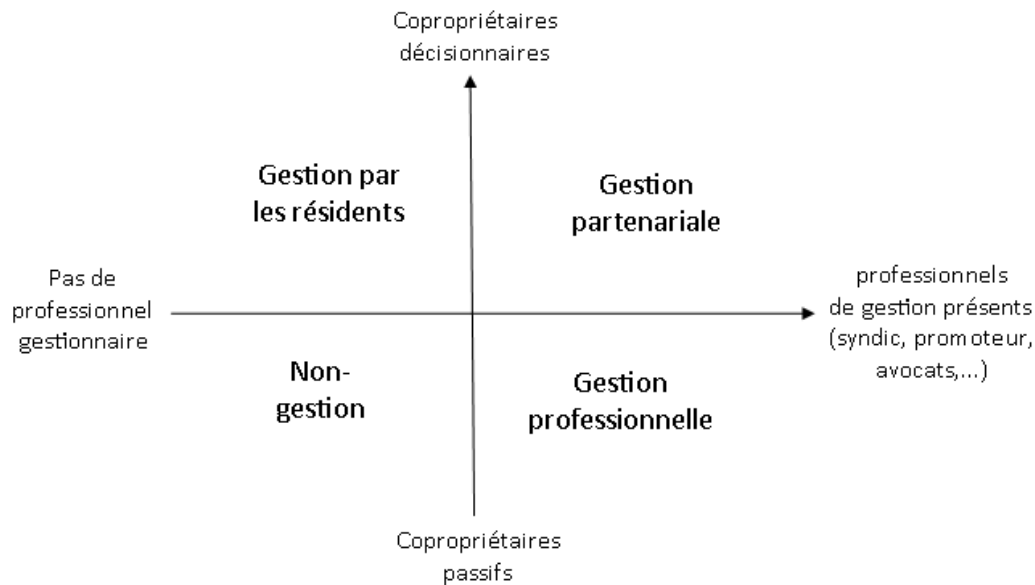 Copropriétaires
décisionnaires
Gestion par
les résidents
Gestion
partenariale
Pas de
professionnel
gestionnaire
professionnels
de gestion présents
(syndic, promoteur,
avocats,...)
Non-
gestion
Gestion
professionnelle
Copropriétaires
passifs